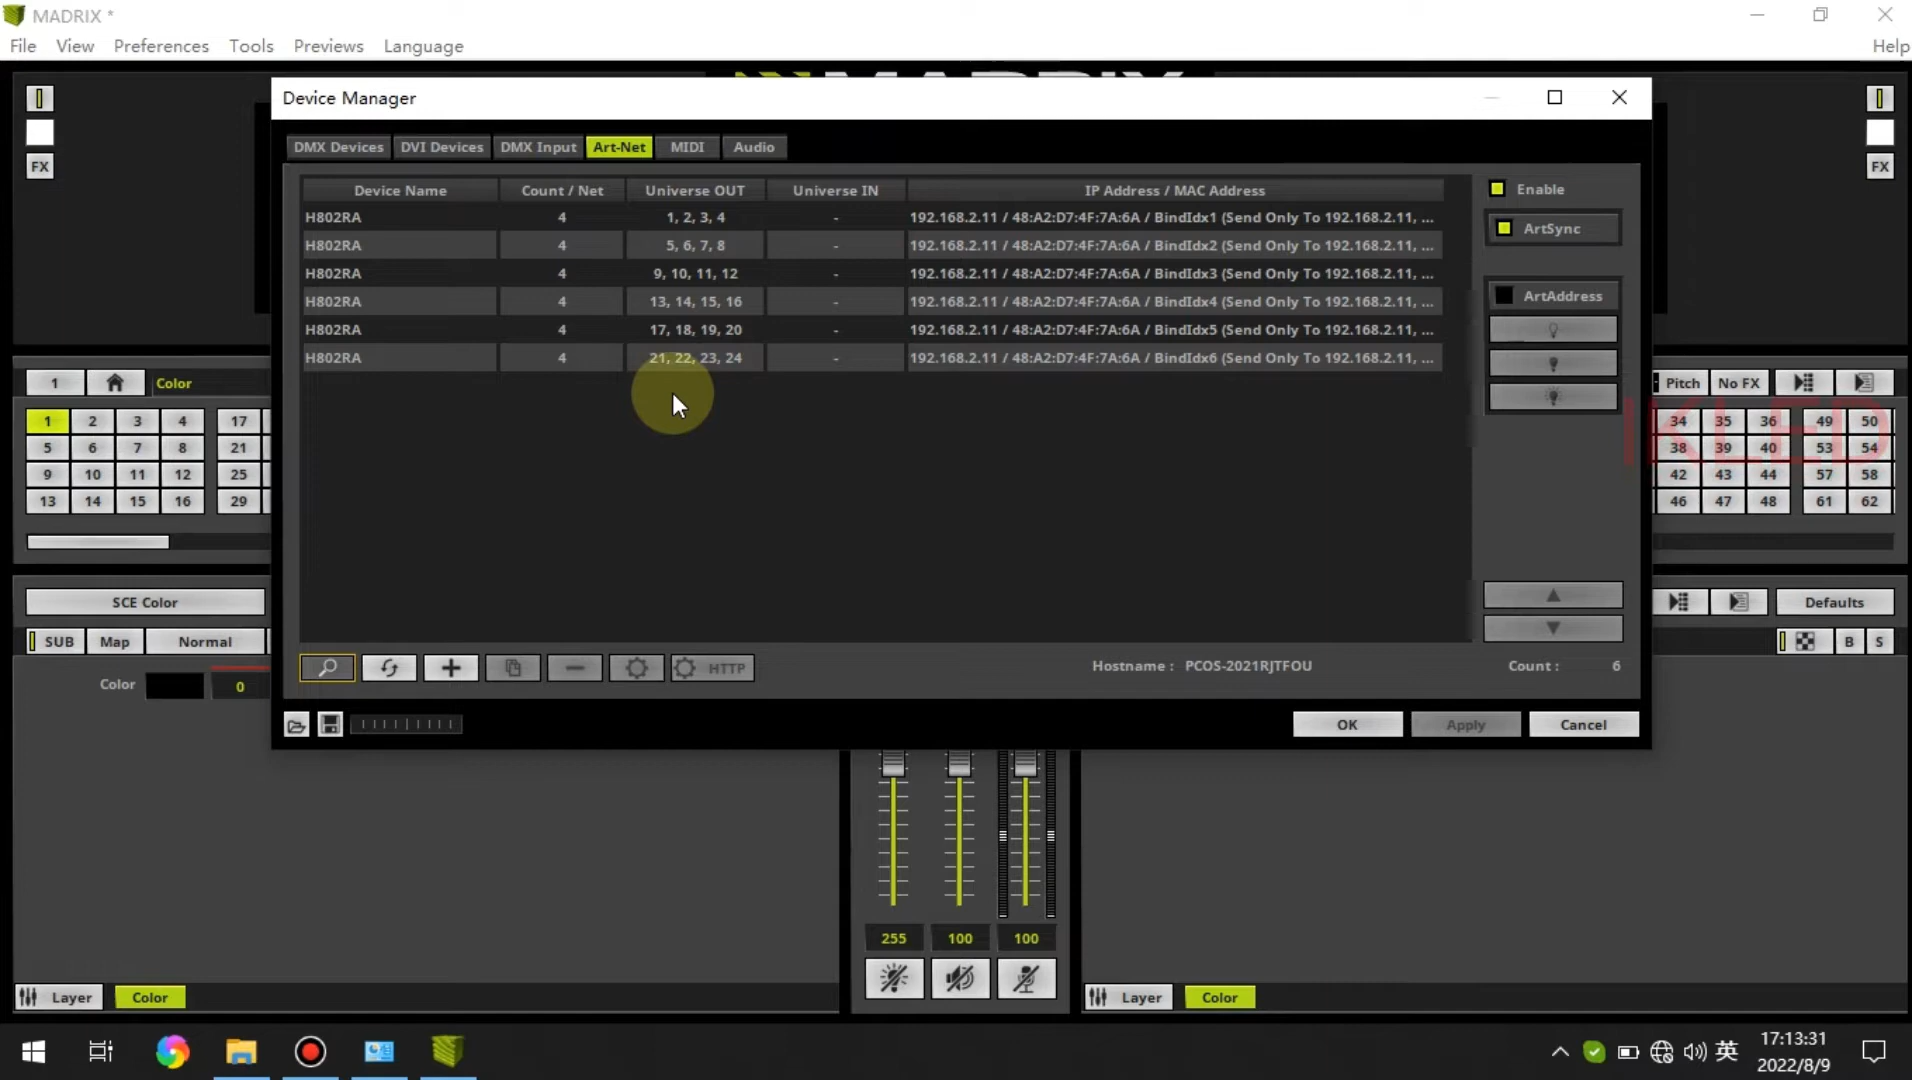 MADRIX *
File View Preferences Tools Previews Language Help
Device Manager
DMX Devices DVI Devices DMX Input Art-Net MIDI Audio
Device Name Count / Net Universe OUT Universe IN IP Address / MAC Address
H802RA 4 1, 2, 3, 4 - 192.168.2.11 / 48:A2:D7:4F:7A:6A / BindIdx1 (Send Only To 192.168.2.11, ...
H802RA 4 5, 6, 7, 8 - 192.168.2.11 / 48:A2:D7:4F:7A:6A / BindIdx2 (Send Only To 192.168.2.11, ...
H802RA 4 9, 10, 11, 12 - 192.168.2.11 / 48:A2:D7:4F:7A:6A / BindIdx3 (Send Only To 192.168.2.11, ...
H802RA 4 13, 14, 15, 16 - 192.168.2.11 / 48:A2:D7:4F:7A:6A / BindIdx4 (Send Only To 192.168.2.11, ...
H802RA 4 17, 18, 19, 20 - 192.168.2.11 / 48:A2:D7:4F:7A:6A / BindIdx5 (Send Only To 192.168.2.11, ...
H802RA 4 21, 22, 23, 24 - 192.168.2.11 / 48:A2:D7:4F:7A:6A / BindIdx6 (Send Only To 192.168.2.11, ...
Enable
ArtSync
ArtAddress
HTTP
Hostname : PCOS-2021RJTFOU Count : 6
OK Apply Cancel
FX
FX
1 Color
1 2 3 4 17
5 6 7 8 21
9 10 11 12 25
13 14 15 16 29
Pitch No FX
34 35 36 49 50
38 39 40 53 54
42 43 44 57 58
46 47 48 61 62
IKLED
SCE Color
SUB Map Normal
Color 0
Defaults
B S
255 100 100
Layer Color
Layer Color
英
17:13:31
2022/8/9